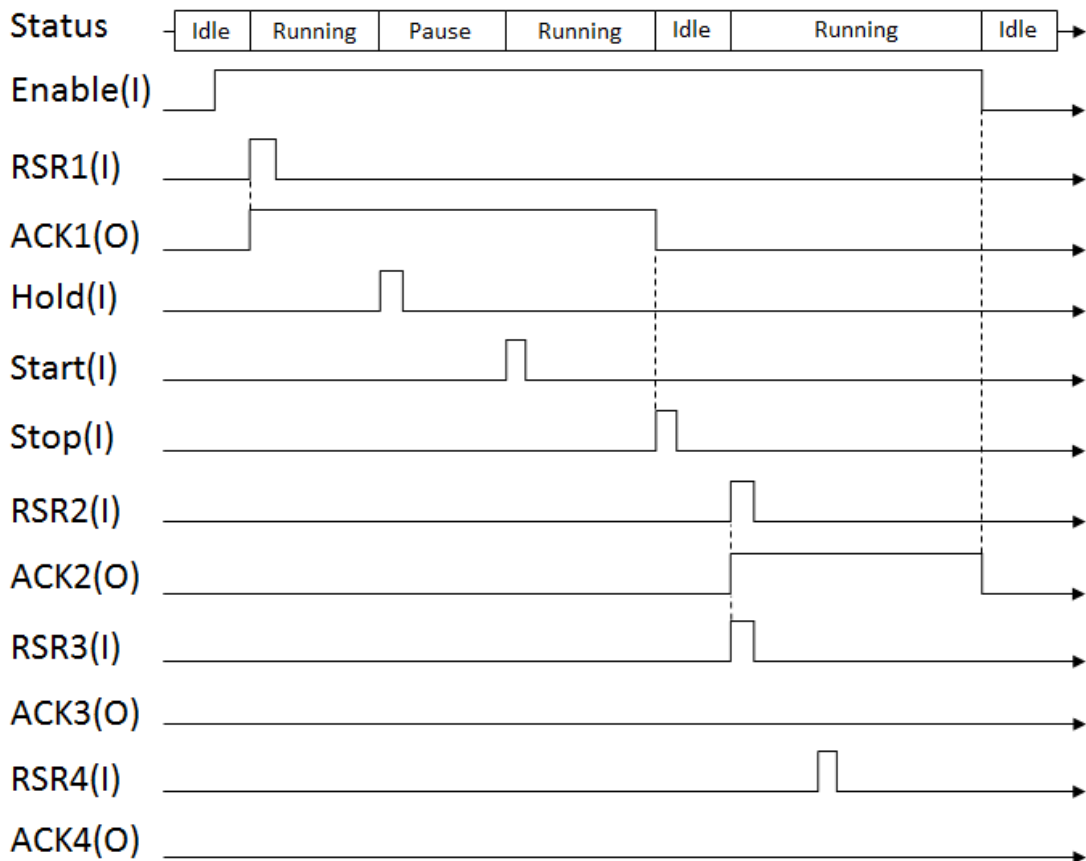 Status Idle Running Pause Running Idle Running Idle
Enable(I)
RSR1(I)
ACK1(O)
Hold(I)
Start(I)
Stop(I)
RSR2(I)
ACK2(O)
RSR3(I)
ACK3(O)
RSR4(I)
ACK4(O)